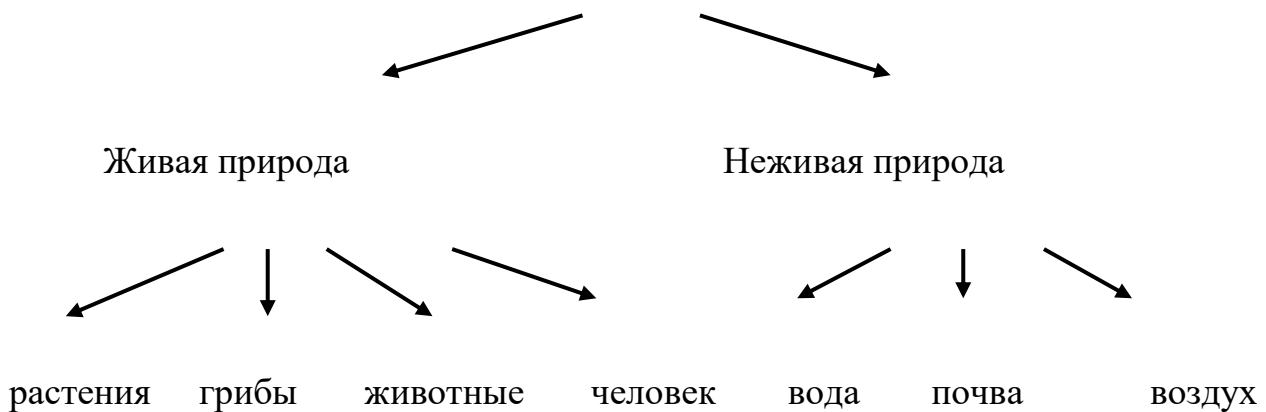 Живая природа Неживая природа
растения грибы животные человек вода почва воздух